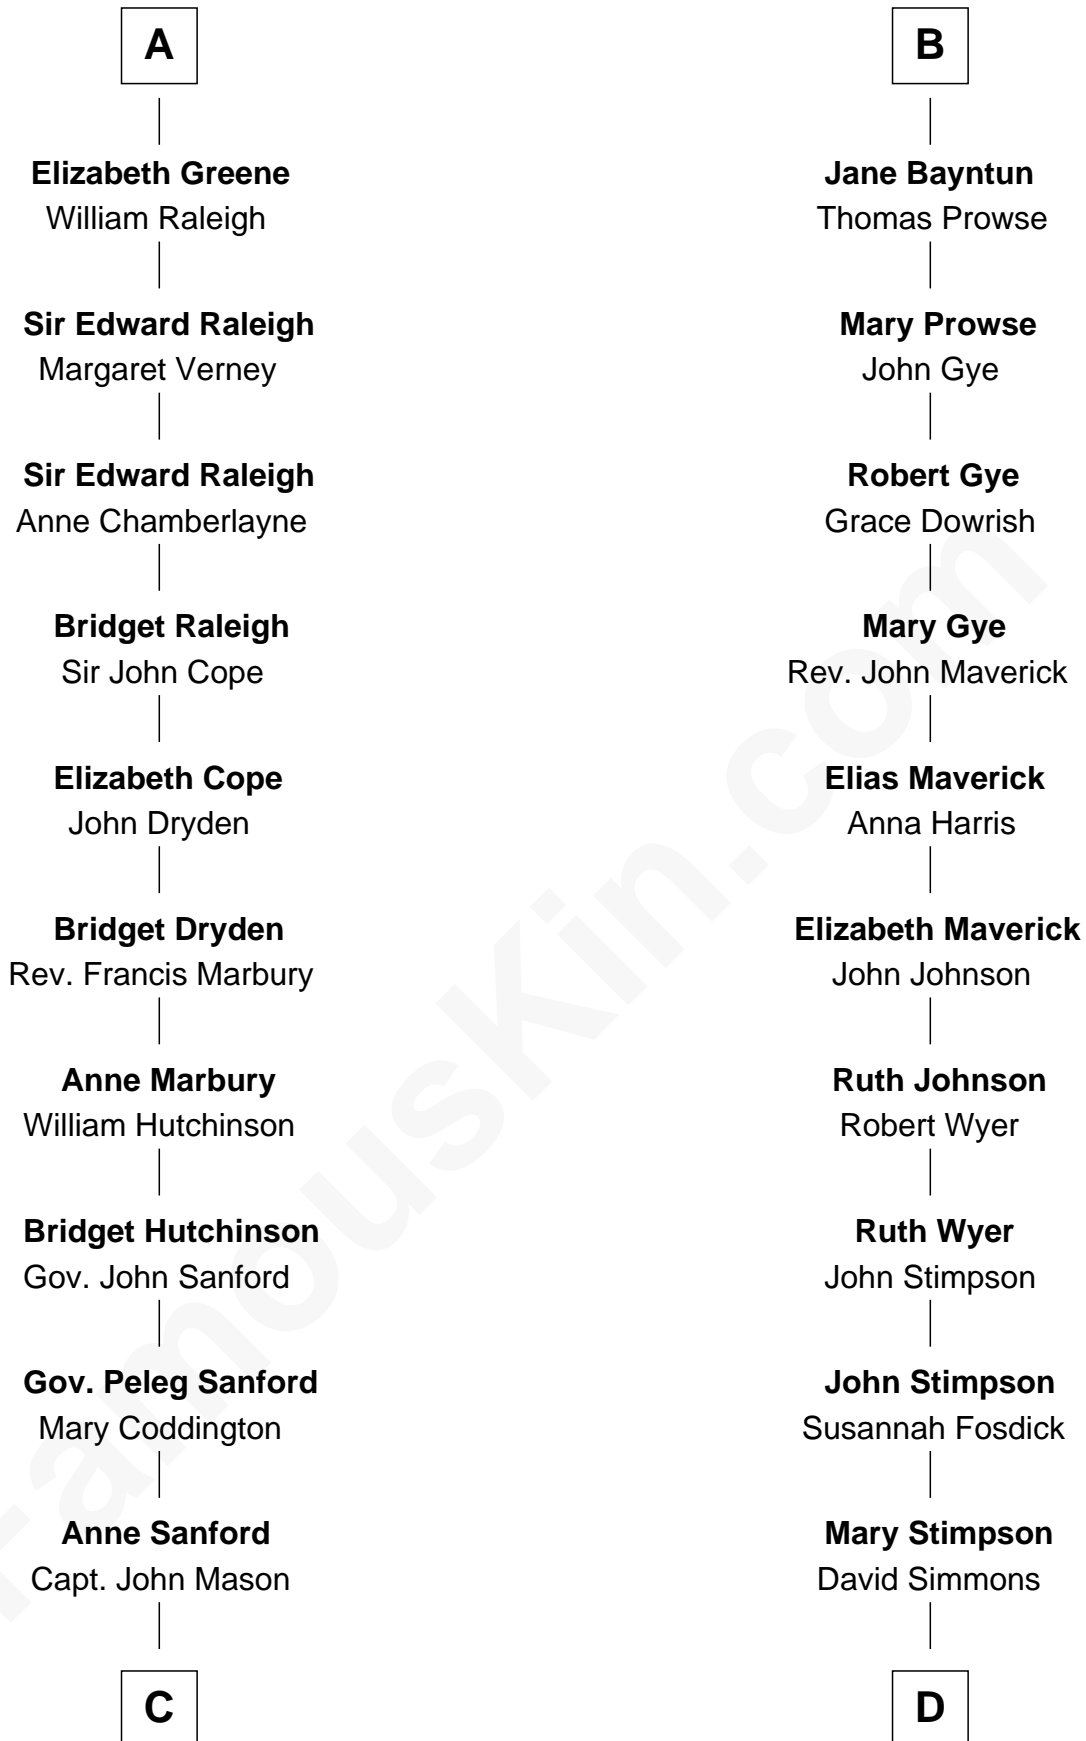 A
Elizabeth Greene
William Raleigh
Sir Edward Raleigh
Margaret Verney
Sir Edward Raleigh
Anne Chamberlayne
Bridget Raleigh
Sir John Cope
Elizabeth Cope
John Dryden
Bridget Dryden
Rev. Francis Marbury
Anne Marbury
William Hutchinson
Bridget Hutchinson
Gov. John Sanford
Gov. Peleg Sanford
Mary Coddington
Anne Sanford
Capt. John Mason
C
B
Jane Bayntun
Thomas Prowse
Mary Prowse
John Gye
Robert Gye
Grace Dowrish
Mary Gye
Rev. John Maverick
Elias Maverick
Anna Harris
Elizabeth Maverick
John Johnson
Ruth Johnson
Robert Wyer
Ruth Wyer
John Stimpson
John Stimpson
Susannah Fosdick
Mary Stimpson
David Simmons
D
FamousKin.com